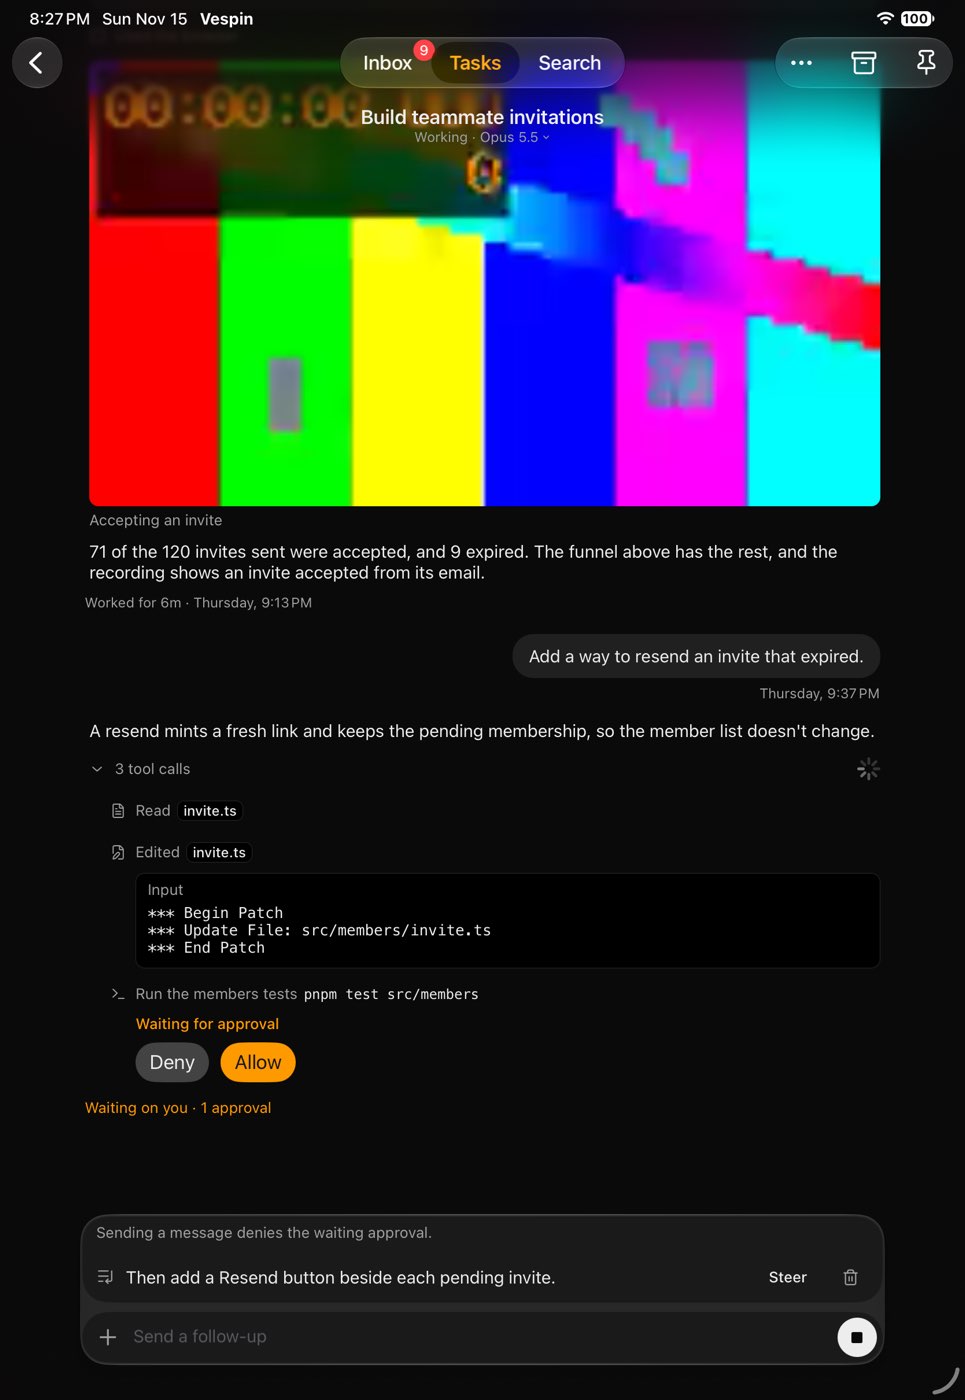 8:27 PM Sun Nov 15 Vespin
100
Inbox
9
Tasks
Search
Build teammate invitations
Working · Opus 5.5
Accepting an invite
71 of the 120 invites sent were accepted, and 9 expired. The funnel above has the rest, and the
recording shows an invite accepted from its email.
Worked for 6m · Thursday, 9:13 PM
Add a way to resend an invite that expired.
Thursday, 9:37 PM
A resend mints a fresh link and keeps the pending membership, so the member list doesn't change.
3 tool calls
Read invite.ts
Edited invite.ts
Input
*** Begin Patch
*** Update File: src/members/invite.ts
*** End Patch
Run the members tests pnpm test src/members
Waiting for approval
Deny
Allow
Waiting on you · 1 approval
Sending a message denies the waiting approval.
Then add a Resend button beside each pending invite.
Steer
Send a follow-up